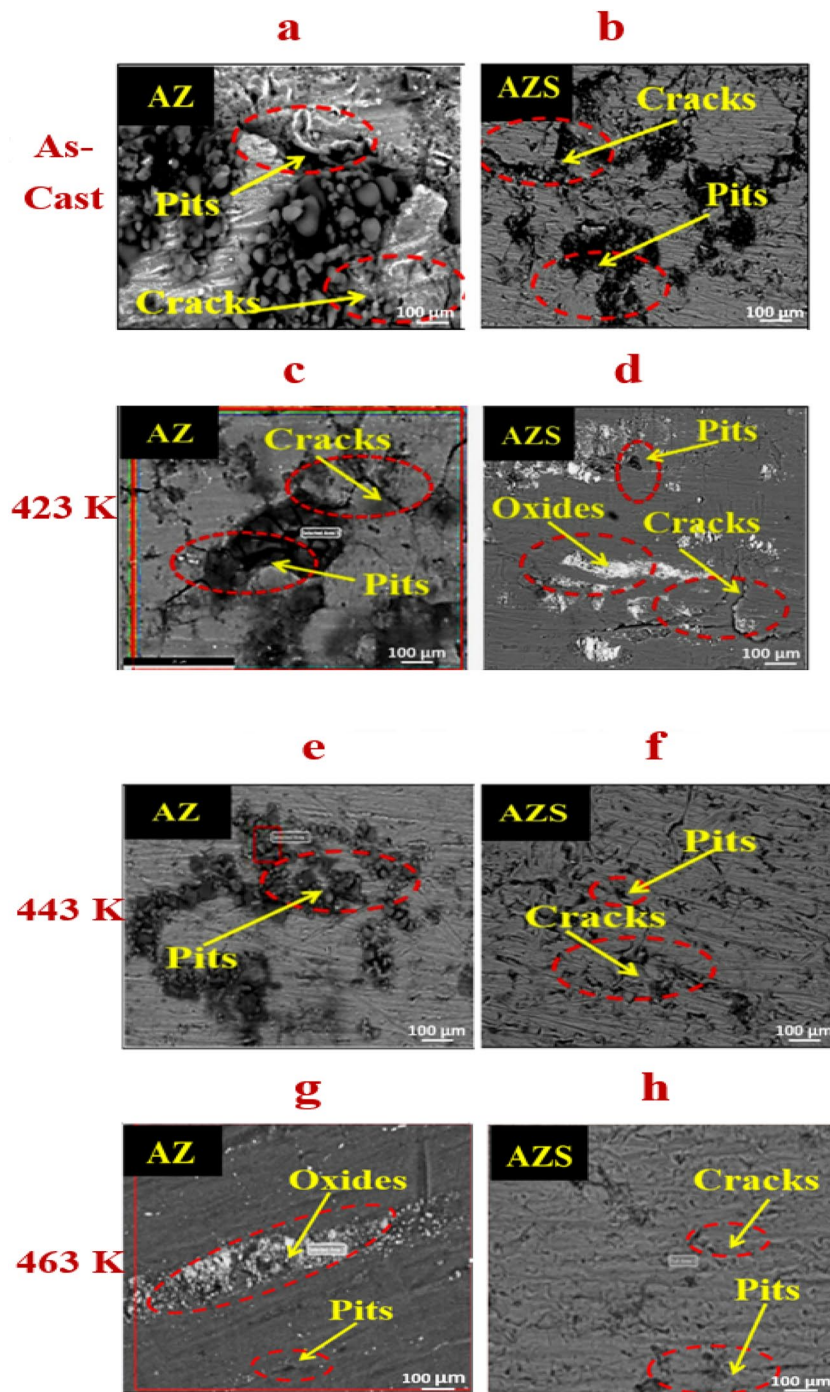 a
b
As-
Cast
AZ
Pits
Cracks
100 μm
AZS
Cracks
Pits
100 μm
c
d
423 K
AZ
Cracks
Pits
100 μm
AZS
Pits
Oxides
Cracks
100 μm
e
f
443 K
AZ
Pits
100 μm
AZS
Pits
Cracks
100 μm
g
h
463 K
AZ
Oxides
Pits
100 μm
AZS
Cracks
Pits
100 μm